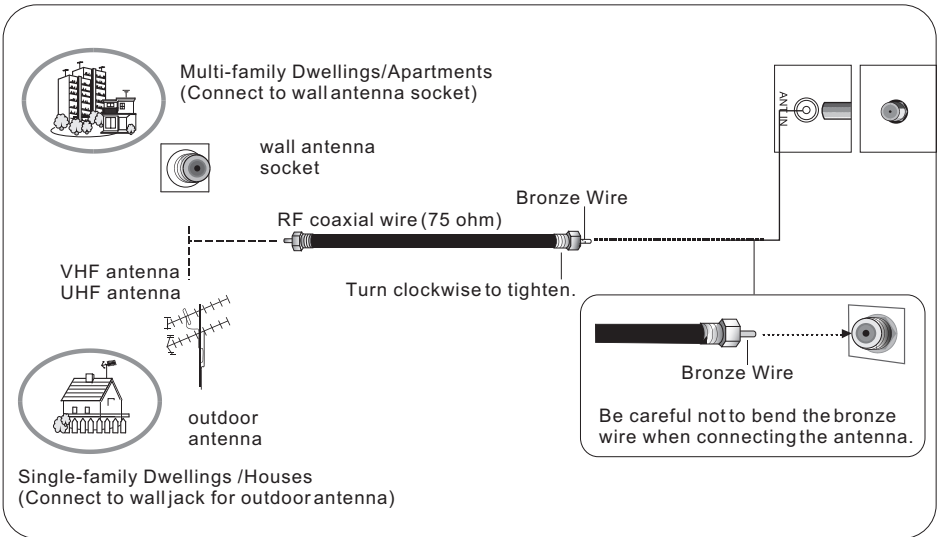 Multi-family Dwellings/Apartments
(Connect to wall antenna socket)
ANT IN
wall antenna
socket
Bronze Wire
RF coaxial wire (75 ohm)
VHF antenna
UHF antenna
Turn clockwise to tighten.
Bronze Wire
outdoor
antenna
Be careful not to bend the bronze
wire when connecting the antenna.
Single-family Dwellings /Houses
(Connect to wall jack for outdoor antenna)